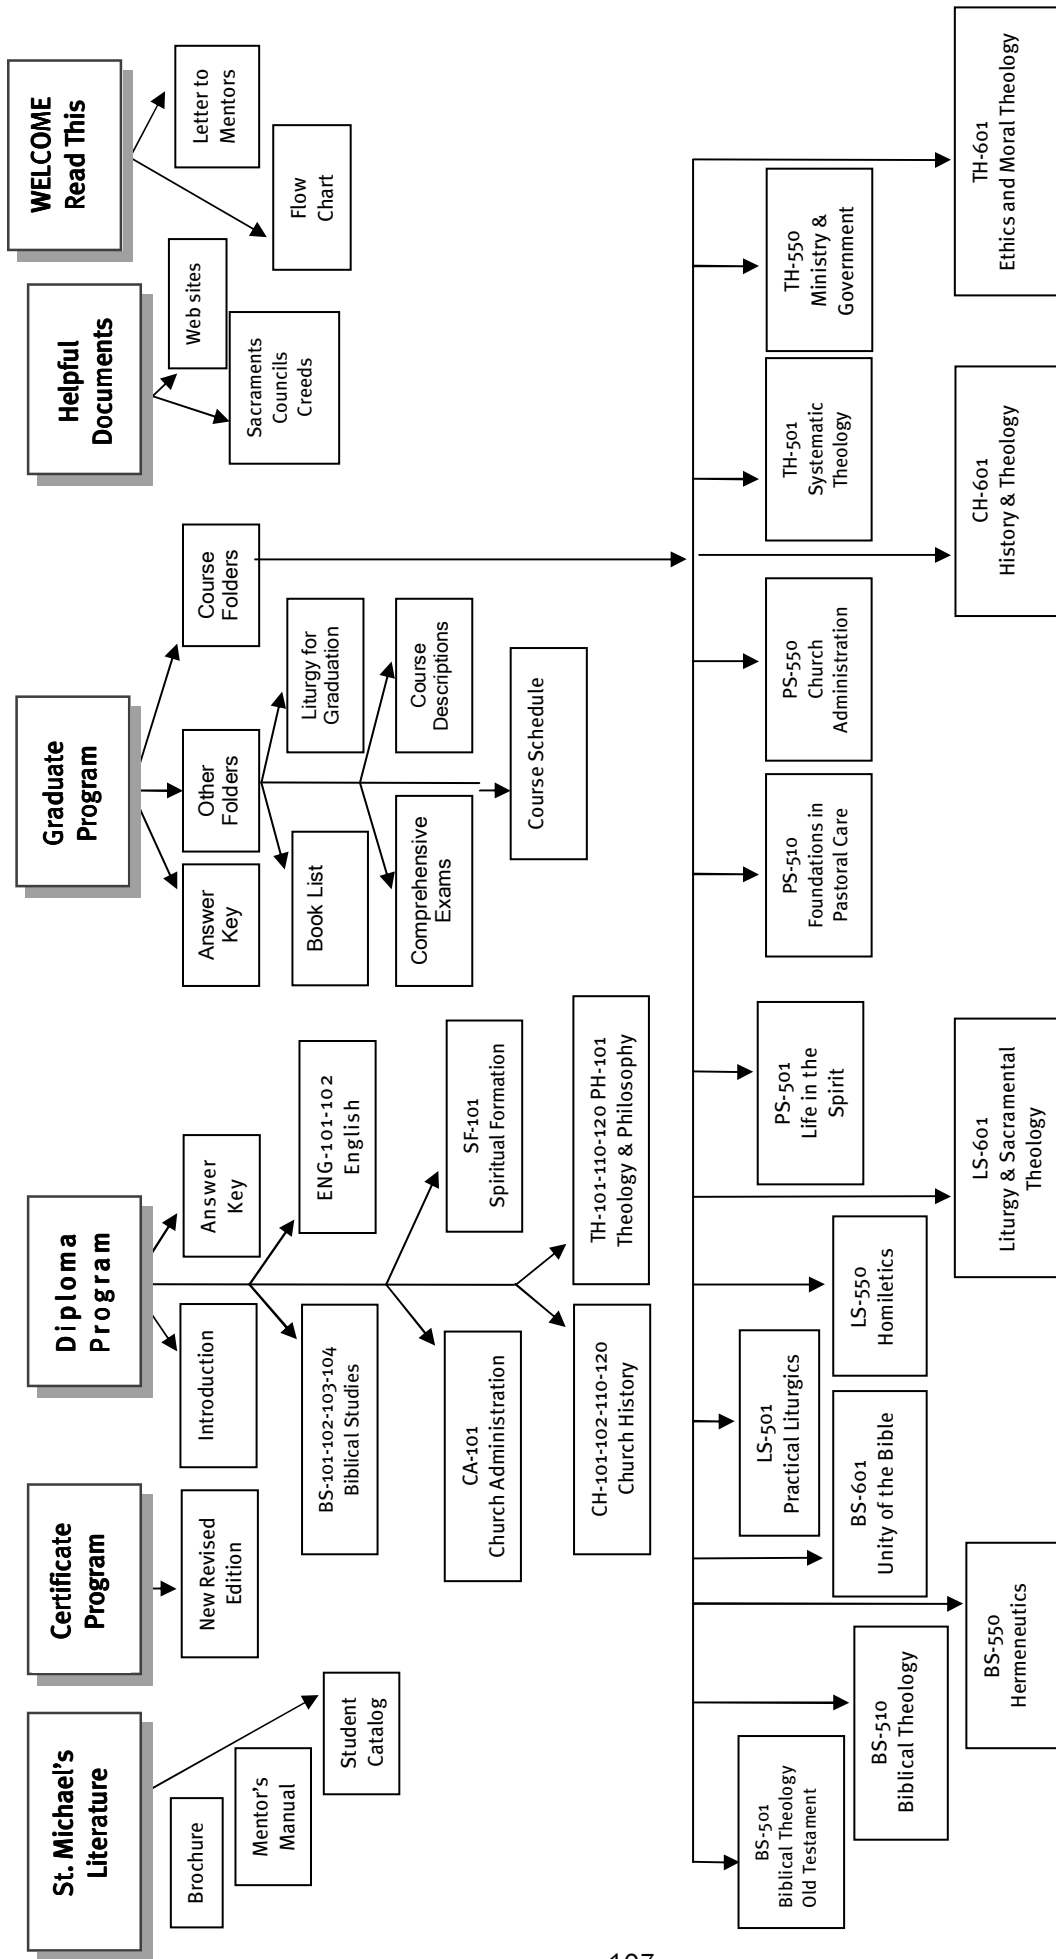 St. Michael's
Literature
Brochure
Mentor's
Manual
Student
Catalog
Certificate
Program
New Revised
Edition
Diploma
Program
Introduction
Answer
Key
BS-101-102-103-104
Biblical Studies
ENG-101-102
English
CA-101
Church Administration
SF-101
Spiritual Formation
CH-101-102-110-120
Church History
TH-101-110-120 PH-101
Theology & Philosophy
Graduate
Program
Answer
Key
Other
Folders
Course
Folders
Book List
Liturgy for
Graduation
Comprehensive
Exams
Course
Descriptions
Course Schedule
Helpful
Documents
Web sites
Sacraments
Councils
Creeds
WELCOME
Read This
Letter to
Mentors
Flow
Chart
BS-501
Biblical Theology
Old Testament
BS-510
Biblical Theology
BS-550
Hermeneutics
BS-601
Unity of the Bible
LS-501
Practical Liturgics
LS-550
Homiletics
LS-601
Liturgy & Sacramental
Theology
PS-501
Life in the
Spirit
PS-510
Foundations in
Pastoral Care
PS-550
Church
Administration
CH-601
History & Theology
TH-501
Systematic
Theology
TH-550
Ministry &
Government
TH-601
Ethics and Moral Theology